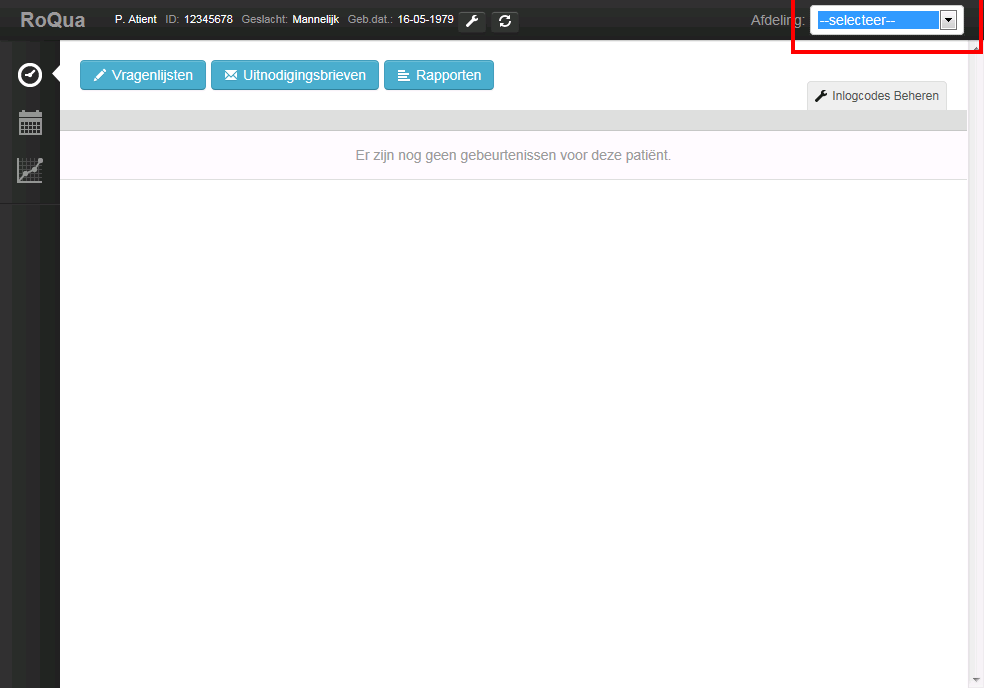 RoQua P. Atient ID: 12345678 Geslacht: Mannelijk Geb.dat.: 16-05-1979 Afdeling: --selecteer--
Vragenlijsten Uitnodigingsbrieven Rapporten
Inlogcodes Beheren
Er zijn nog geen gebeurtenissen voor deze patiënt.